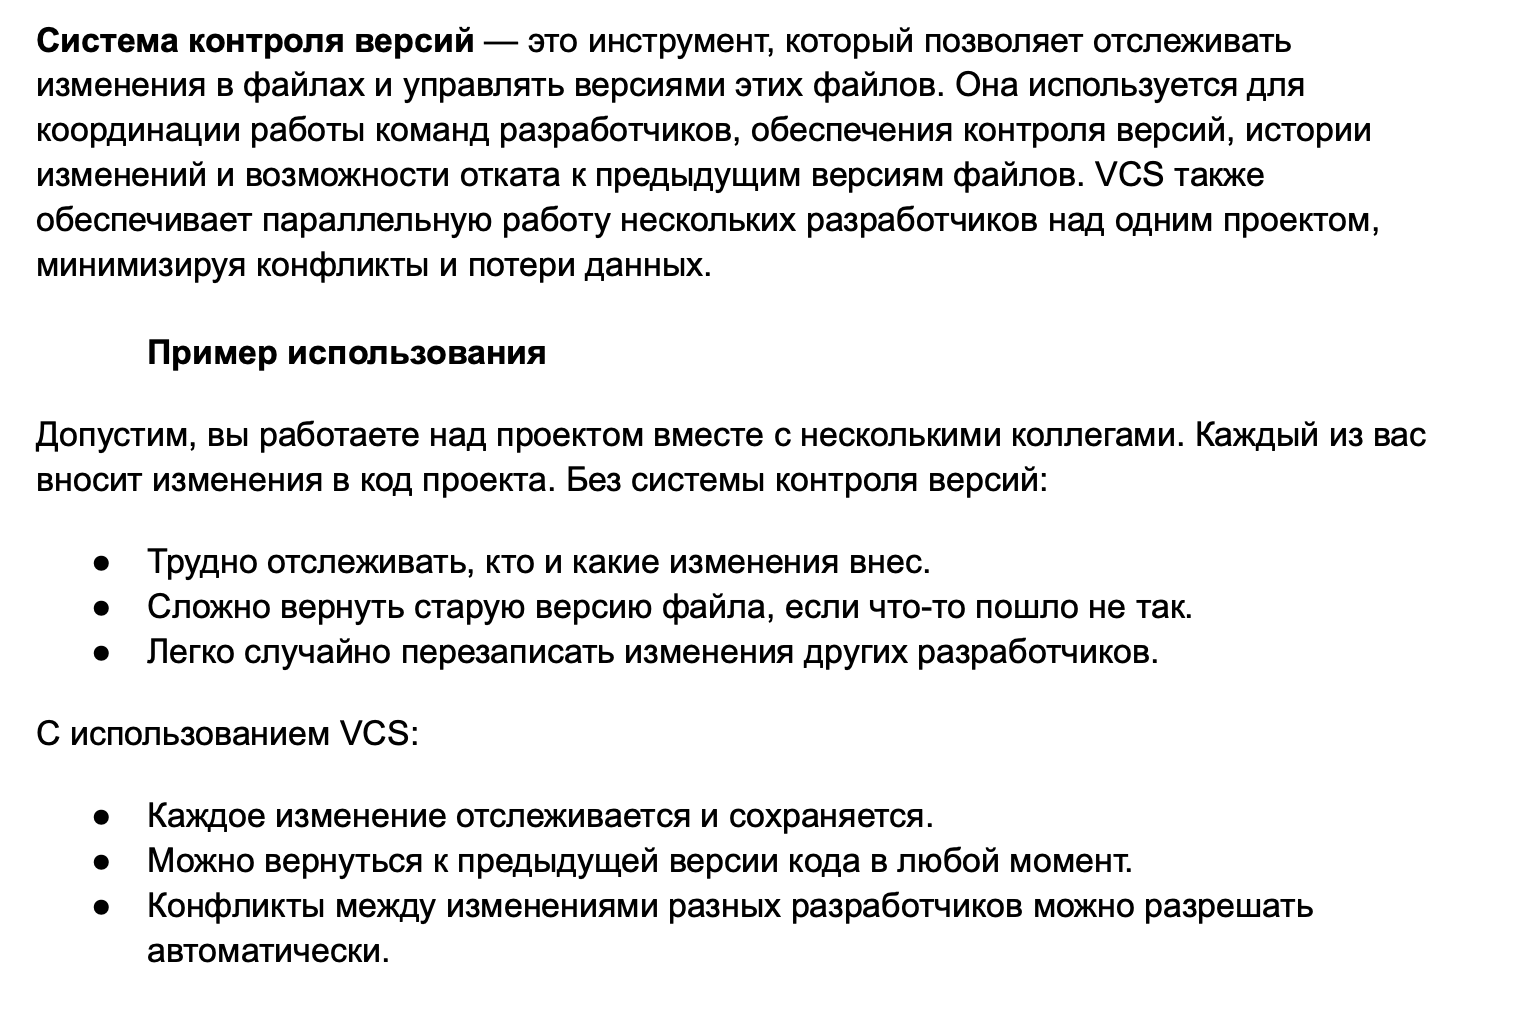 Система контроля версий — это инструмент, который позволяет отслеживать
изменения в файлах и управлять версиями этих файлов. Она используется для
координации работы команд разработчиков, обеспечения контроля версий, истории
изменений и возможности отката к предыдущим версиям файлов. VCS также
обеспечивает параллельную работу нескольких разработчиков над одним проектом,
минимизируя конфликты и потери данных.
Пример использования
Допустим, вы работаете над проектом вместе с несколькими коллегами. Каждый из вас
вносит изменения в код проекта. Без системы контроля версий:
● Трудно отслеживать, кто и какие изменения внес.
● Сложно вернуть старую версию файла, если что-то пошло не так.
● Легко случайно перезаписать изменения других разработчиков.
С использованием VCS:
● Каждое изменение отслеживается и сохраняется.
● Можно вернуться к предыдущей версии кода в любой момент.
● Конфликты между изменениями разных разработчиков можно разрешать
автоматически.